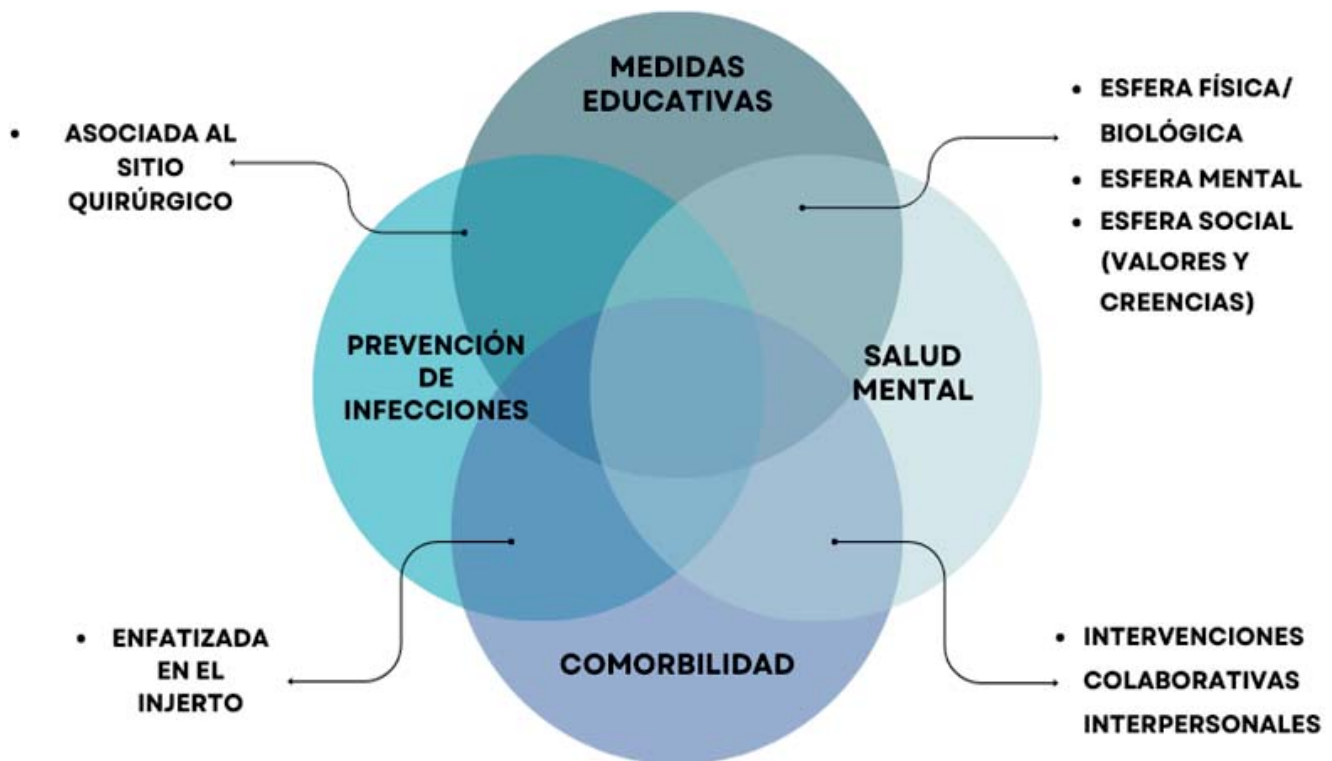 MEDIDAS
EDUCATIVAS
• ASOCIADA AL
SITIO
QUIRÚRGICO
• ESFERA FÍSICA/
BIOLÓGICA
• ESFERA MENTAL
• ESFERA SOCIAL
(VALORES Y
CREENCIAS)
PREVENCIÓN
DE
INFECCIONES
SALUD
MENTAL
• ENFATIZADA
EN EL
INJERTO
COMORBILIDAD
• INTERVENCIONES
COLABORATIVAS
INTERPERSONALES